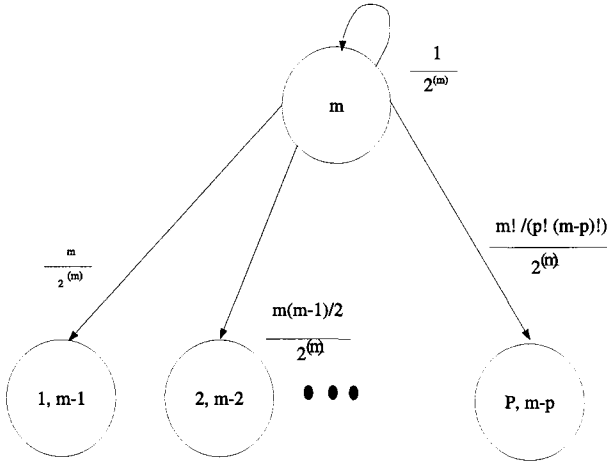 1
2(m)
m
m! /(p! (m-p)!)
2(m)
m
2 (m)
m(m-1)/2
2(m)
1, m-1
2, m-2
P, m-p